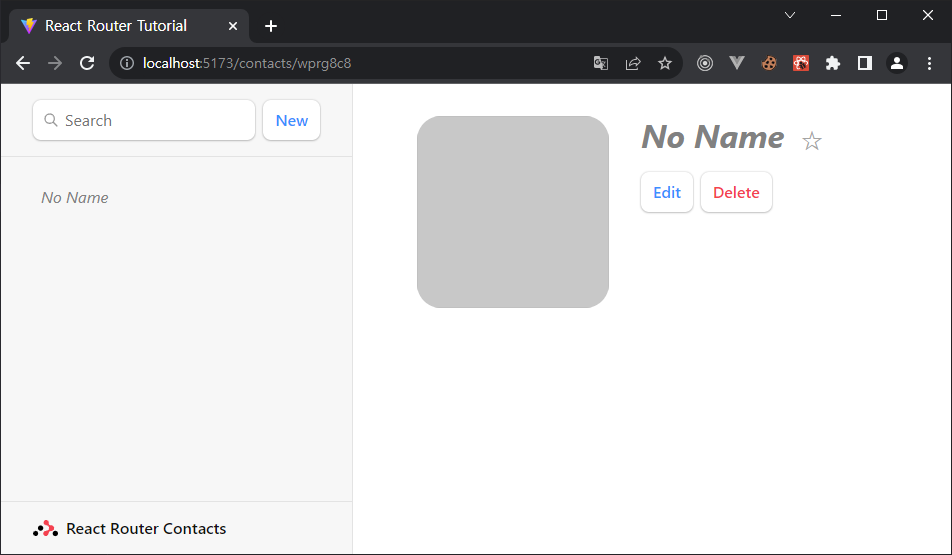 React Router Tutorial
localhost:5173/contacts/wprg8c8
Search
New
No Name
No Name ☆
Edit
Delete
React Router Contacts